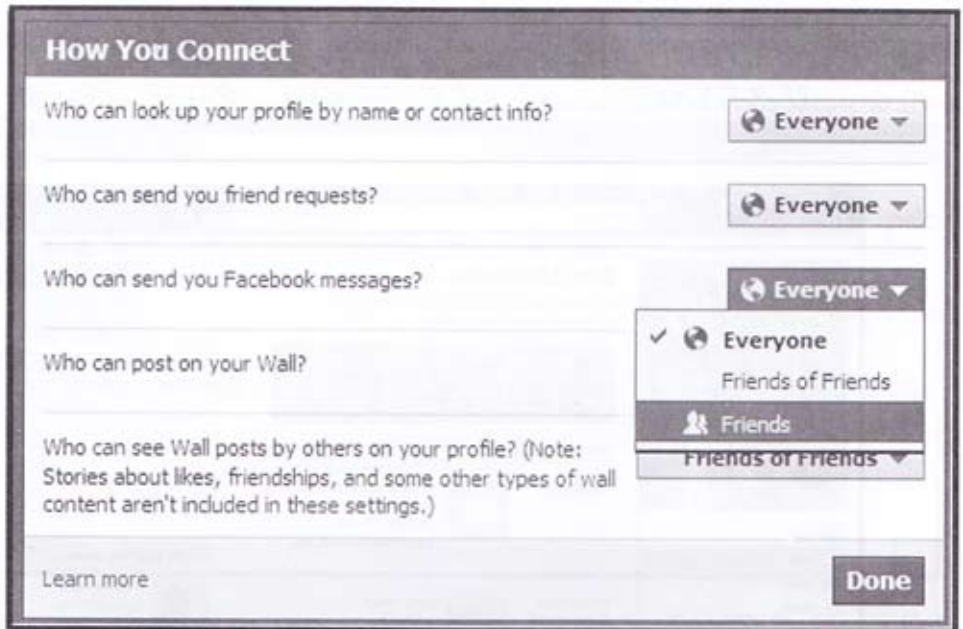 How You Connect
Who can look up your profile by name or contact info?
Everyone
Who can send you friend requests?
Everyone
Who can send you Facebook messages?
Everyone
Everyone
Friends of Friends
Friends
Who can post on your Wall?
Who can see Wall posts by others on your profile? (Note:
Stories about likes, friendships, and some other types of wall
content aren't included in these settings.)
Friends of Friends
Learn more
Done